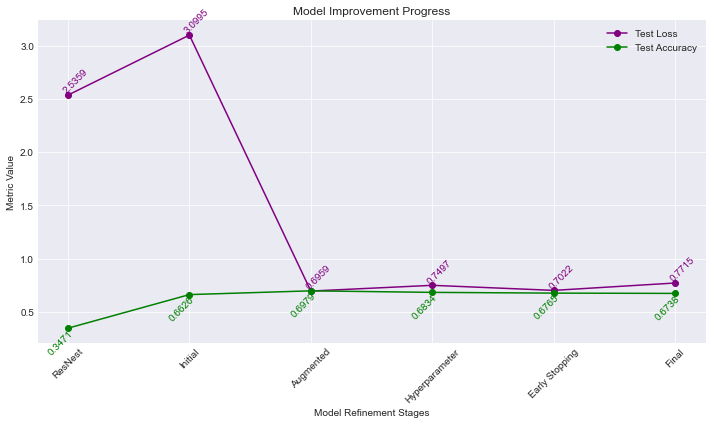 Model Improvement Progress
Test Loss
Test Accuracy
Metric Value
3.0
2.5
2.0
1.5
1.0
0.5
2.5359
3.0995
0.6959
0.7497
0.7022
0.7715
0.3471
0.6626
0.6979
0.6834
0.6765
0.6738
ResNest
Initial
Augmented
Hyperparameter
Early Stopping
Final
Model Refinement Stages